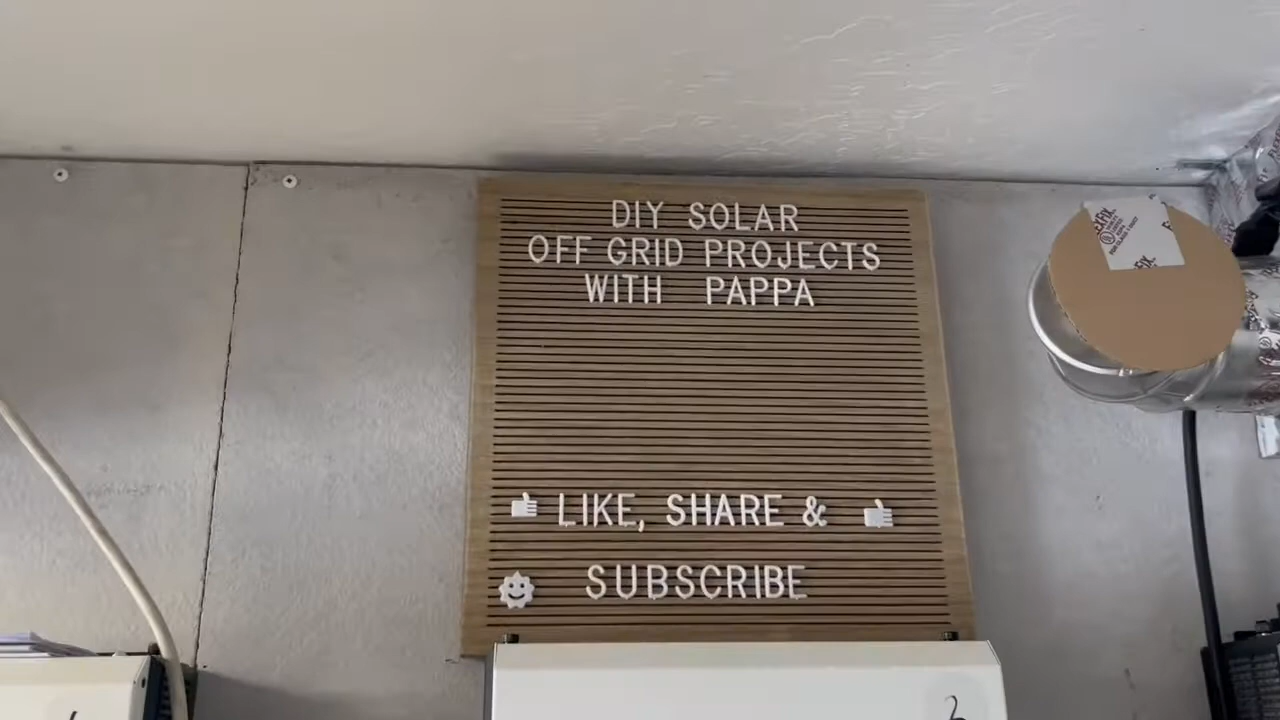 DIY SOLAR
OFF GRID PROJECTS
WITH PAPPA
LIKE, SHARE &
SUBSCRIBE